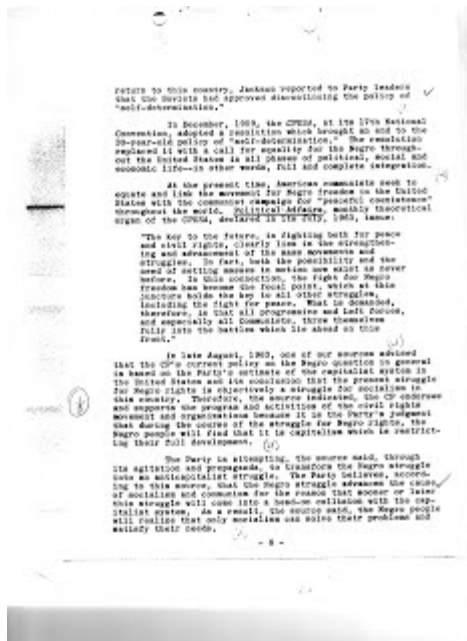 return to this country, Jackson reported to Party leaders
that the Soviets had approved discontinuing the policy of
"self-determination."
In December, 1959, the CPUSA, at its 17th National
Convention, adopted a resolution which brought an end to the
30-year-old policy of "self-determination." The resolution
replaced it with a call for equality for the Negro through-
out the United States in all phases of political, social and
economic life--in other words, full and complete integration.
At the present time, American communists seek to
equate and link the movement for Negro freedom in the United
States with the communist campaign for "peaceful coexistence"
throughout the world. Political Affairs, monthly theoretical
organ of the CPUSA, declared in its July, 1963, issue:
"The key to the future, in fighting both for peace
and civil rights, clearly lies in the strengthen-
ing and advancement of the mass movements and
struggles. In fact, both the possibility and the
need of setting masses in motion now exist as never
before. In this connection, the fight for Negro
freedom has become the focal point, which at this
juncture holds the key to all other struggles,
including the fight for peace. What is demanded,
therefore, is that all progressive and Left forces,
and especially all Communists, throw themselves
fully into the battles which lie ahead on this
front."
In late August, 1963, one of our sources advised
that the CP's current policy on the Negro question in general
is based on the Party's estimate of the capitalist system in
the United States and its conclusion that the present struggle
for Negro rights is objectively a struggle for socialism in
this country. Therefore, the source indicated, the CP endorses
and supports the program and activities of the civil rights
movement and organizations because it is the Party's judgment
that during the course of the struggle for Negro rights, the
Negro people will find that it is capitalism which is restrict-
ing their full development.
The Party is attempting, the source said, through
its agitation and propaganda, to transform the Negro struggle
into an anticapitalist struggle. The Party believes, accord-
ing to this source, that the Negro struggle advances the cause
of socialism and communism for the reason that sooner or later
this struggle will come into a head-on collision with the cap-
italist system. As a result, the source said, the Negro people
will realize that only socialism can solve their problems and
satisfy their needs.